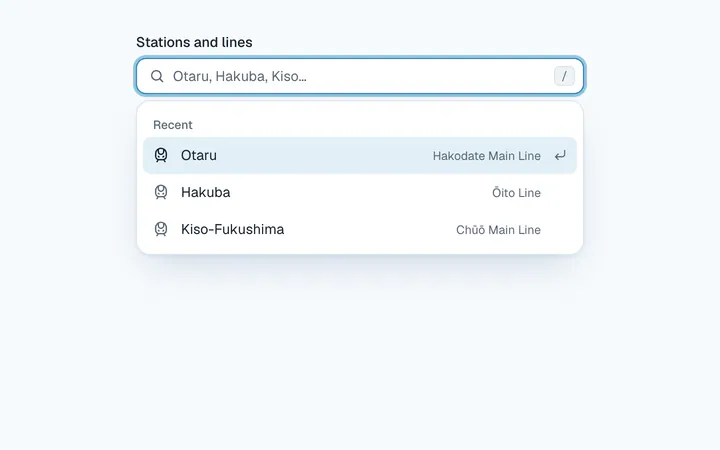 Stations and lines
Otaru, Hakuba, Kiso… /
Recent
Otaru Hakodate Main Line
Hakuba Ōito Line
Kiso-Fukushima Chūō Main Line